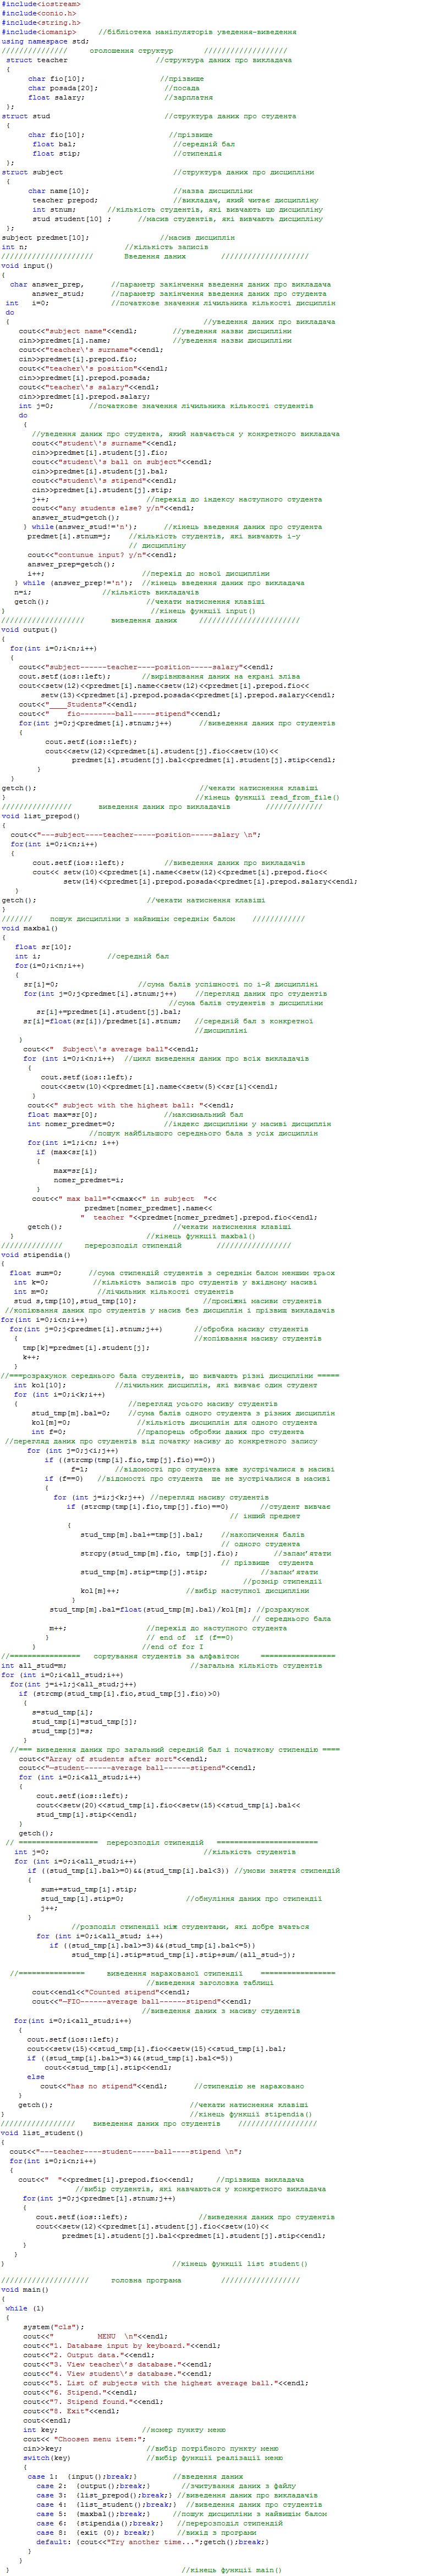 #include<iostream>
#include<conio.h>
#include<string.h>
#include<iomanip> //бібліотека маніпуляторів уведення-виведення
using namespace std;
/////////////// оголошення структур ///////////////////
struct teacher //структура даних про викладача
{
char fio[10]; //прізвище
char posada[20]; //посада
float salary; //зарплатня
};
struct stud //структура даних про студента
{
char fio[10]; //прізвище
float bal; //середній бал
float stip; //стипендія
};
struct subject //структура даних про дисципліни
{
char name[10]; //назва дисципліни
teacher prepod; //викладач, який читає дисципліну
int stnum; //кількість студентів, які вивчають цю дисципліну
stud student[10] ; //масив студентів, які вивчають дисципліну
};
subject predmet[10]; //масив дисциплін
int n; //кількість записів
///////////////////// Введення даних ////////////////////
void input()
{
char answer_prep, //параметр закінчення введення даних про викладача
answer_stud; //параметр закінчення введення даних про студента
int i=0; //початкове значення лічильника кількості дисциплін
do
{ //уведення даних про викладача
cout<<"subject name"<<endl; //уведення назви дисципліни
cin>>predmet[i].name; //уведення назви дисципліни
cout<<"teacher\'s surname"<<endl;
cin>>predmet[i].prepod.fio;
cout<<"teacher\'s position"<<endl;
cin>>predmet[i].prepod.posada;
cout<<"teacher\'s salary"<<endl;
cin>>predmet[i].prepod.salary;
int j=0; //початкове значення лічильника кількості студентів
do
{
//уведення даних про студента, який навчається у конкретного викладача
cout<<"student\'s surname"<<endl;
cin>>predmet[i].student[j].fio;
cout<<"student\'s ball on subject"<<endl;
cin>>predmet[i].student[j].bal;
cout<<"student\'s stipend"<<endl;
cin>>predmet[i].student[j].stip;
j++; //перехід до індексу наступного студента
cout<<"any students else? y/n"<<endl;
answer_stud=getch();
} while(answer_stud!='n'); //кінець уведення даних про студента
predmet[i].stnum=j; //кількість студентів, які вивчають i-у
// дисципліну
cout<<"contunue input? y/n"<<endl;
answer_prep=getch();
i++; //перехід до нової дисципліни
} while (answer_prep!='n'); //кінець введення даних про викладача
n=i; //кількість викладачів
getch(); //чекати натиснення клавіші
} //кінець функції input()
/////////////////// виведення даних ///////////////////////
void output()
{
for(int i=0;i<n;i++)
{
cout<<"subject------teacher----position-----salary"<<endl;
cout.setf(ios::left); //вирівнювання даних на екрані зліва
cout<<setw(12)<<predmet[i].name<<setw(12)<<predmet[i].prepod.fio<<
setw(13)<<predmet[i].prepod.posada<<predmet[i].prepod.salary<<endl;
cout<<"____Students"<<endl;
cout<<" fio--------ball-----stipend"<<endl;
for(int j=0;j<predmet[i].stnum;j++) //виведення даних про студентів
{
cout.setf(ios::left);
cout<<setw(12)<<predmet[i].student[j].fio<<setw(10)<<
predmet[i].student[j].bal<<predmet[i].student[j].stip<<endl;
}
}
getch(); //чекати натиснення клавіші
} //кінець функції read_from_file()
//////////////// виведення даних про викладачів /////////////
void list_prepod()
{
cout<<"---subject----teacher-----position-----salary \n";
for(int i=0;i<n;i++)
{
cout.setf(ios::left); //виведення даних про викладачів
cout<< setw(10)<<predmet[i].name<<setw(12)<<predmet[i].prepod.fio<<
setw(14)<<predmet[i].prepod.posada<<predmet[i].prepod.salary<<endl;
}
getch(); //чекати натиснення клавіші
}
/////// пошук дисципліни з найвищім середнім балом ////////////
void maxbal()
{
float sr[10];
int i; //середній бал
for(i=0;i<n;i++)
{
sr[i]=0; //сума балів успішності по i-й дисципліні
for(int j=0;j<predmet[i].stnum;j++) //перегляд даних про студентів
//сума балів студентів з дисципліни
sr[i]+=predmet[i].student[j].bal;
sr[i]=float(sr[i])/predmet[i].stnum; //середній бал з конкретної
//дисципліні
}
cout<<" Subject\'s average ball"<<endl;
for (int i=0;i<n;i++) //цикл виведення даних про всіх викладачів
{
cout.setf(ios::left);
cout<<setw(10)<<predmet[i].name<<setw(5)<<sr[i]<<endl;
}
cout<<" subject with the highest ball: "<<endl;
float max=sr[0]; //максимальний бал
int nomer_predmet=0; //індекс дисципліни у масиві дисциплін
//пошук найбільшого середнього бала з усіх дисциплін
for(int i=1;i<n; i++)
if (max<sr[i])
{
max=sr[i];
nomer_predmet=i;
}
cout<<" max ball="<<max<<" in subject "<<
predmet[nomer_predmet].name<<
" teacher "<<predmet[nomer_predmet].prepod.fio<<endl;
getch(); //чекати натиснення клавіші
} //кінець функції maxbal()
////////////// перерозподіл стипендій /////////////////
void stipendia()
{
float sum=0; //сума стипендій студентів з середнім балом меншим трьох
int k=0; //кількість записів про студентів у вхідному масиві
int m=0; //лічильник кількості студентів
stud s,tmp[10],stud_tmp[10]; //проміжні масиви студентів
//копіювання даних про студентів у масив без дисциплін і прізвищ викладачів
for(int i=0;i<n;i++)
for(int j=0;j<predmet[i].stnum;j++) //обробка масиву студентів
{ //копіювання масиву студентів
tmp[k]=predmet[i].student[j];
k++;
}
//===розрахунок середнього бала студентів, що вивчають різні дисципліни =====
int kol[10]; //лічильник дисциплін, які вивчає один студент
for (int i=0;i<k;i++)
{ //перегляд усього масиву студентів
stud_tmp[m].bal=0; //сума балів одного студента з різних дисциплін
kol[m]=0; //кількість дисциплін для одного студента
int f=0; //прапорець обробки даних про студента
//перегляд даних про студентів від початку масиву до конкретного запису
for (int j=0;j<i;j++)
if ((strcmp(tmp[i].fio,tmp[j].fio)==0))
f=1; //відомості про студента вже зустрічалися в масиві
if (f==0) //відомості про студента ще не зустрічалися в масиві
{
for (int j=i;j<k;j++) //перегляд масиву студентів
if (strcmp(tmp[i].fio,tmp[j].fio)==0) //студент вивчає
// інший предмет
{
stud_tmp[m].bal+=tmp[j].bal; //накопичення балів
// одного студента
strcpy(stud_tmp[m].fio, tmp[j].fio); //запам'ятати
// прізвище студента
stud_tmp[m].stip=tmp[j].stip; //запам'ятати
//розмір стипендії
kol[m]++; //вибір наступної дисципліни
}
stud_tmp[m].bal=float(stud_tmp[m].bal)/kol[m]; //розрахунок
// середнього бала
m++; //перехід до наступного студента
} // end of if (f==0)
} //end of for I
//================ сортування студентів за алфавітом =================
int all_stud=m; //загальна кількість студентів
for (int i=0;i<all_stud;i++)
for(int j=i+1;j<all_stud;j++)
if (strcmp(stud_tmp[i].fio,stud_tmp[j].fio)>0)
{
s=stud_tmp[i];
stud_tmp[i]=stud_tmp[j];
stud_tmp[j]=s;
}
//=== виведення даних про загальний середній бал і початкову стипендію ====
cout<<"Array of students after sort"<<endl;
cout<<"—student------average ball------stipend"<<endl;
for (int i=0;i<all_stud;i++)
{
cout.setf(ios::left);
cout<<setw(20)<<stud_tmp[i].fio<<setw(15)<<stud_tmp[i].bal<<
stud_tmp[i].stip<<endl;
}
getch();
// ================== перерозподіл стипендій =======================
int j=0; //кількість студентів
for (int i=0;i<all_stud;i++)
if ((stud_tmp[i].bal>=0)&&(stud_tmp[i].bal<3)) //умови зняття стипендій
{
sum+=stud_tmp[i].stip;
stud_tmp[i].stip=0; //обнуління даних про стипендії
j++;
}
//розподіл стипендії між студентами, які добре вчаться
for (int i=0;i<all_stud; i++)
if ((stud_tmp[i].bal>=3)&&(stud_tmp[i].bal<=5))
stud_tmp[i].stip=stud_tmp[i].stip+sum/(all_stud-j);
//=============== виведення нарахованої стипендії =================
//виведення заголовка таблиці
cout<<endl<<"Counted stipend"<<endl;
cout<<"—FIO------average ball------stipend"<<endl;
//виведення даних з масиву студентів
for(int i=0;i<all_stud;i++)
{
cout.setf(ios::left);
cout<<setw(15)<<stud_tmp[i].fio<<setw(15)<<stud_tmp[i].bal;
if ((stud_tmp[i].bal>=3)&&(stud_tmp[i].bal<=5))
cout<<stud_tmp[i].stip<<endl;
else
cout<<"has no stipend"<<endl; //стипендію не нараховано
}
getch(); //чекати натиснення клавіші
} //кінець функції stipendia()
///////////////// виведення даних про студентів //////////////////
void list_student()
{
cout<<"---teacher----student-----ball----stipend \n";
for(int i=0;i<n;i++)
{
cout<<" "<<predmet[i].prepod.fio<<endl; //прізвища викладача
//вибір студентів, які навчаються у конкретного викладача
for(int j=0;j<predmet[i].stnum;j++)
{
cout.setf(ios::left); //виведення даних про студентів
cout<<setw(12)<<predmet[i].student[j].fio<<setw(10)<<
predmet[i].student[j].bal<<predmet[i].student[j].stip<<endl;
}
}
} //кінець функції list student()
//////////////////// головна програма //////////////////
void main()
{
while (1)
{
system("cls");
cout<<" MENU \n"<<endl;
cout<<"1. Database input by keyboard."<<endl;
cout<<"2. Output data."<<endl;
cout<<"3. View teacher\'s database."<<endl;
cout<<"4. View student\'s database."<<endl;
cout<<"5. List of subjects with the highest average ball."<<endl;
cout<<"6. Stipend."<<endl;
cout<<"7. Stipend found."<<endl;
cout<<"8. Exit"<<endl;
cout<<endl;
int key; //номер пункту меню
cout<< "Choosen menu item:";
cin>>key; //вибір потрібного пункту меню
switch(key) //вибір функції реалізації меню
{
case 1: {input();break;} //введення даних
case 2: {output();break;} //зчитування даних з файлу
case 3: {list_prepod();break;} //виведення даних про викладачів
case 4: {list_student();break;} //виведення даних про студентів
case 5: {maxbal();break;} //пошук дисципліни з найвищім балом
case 6: {stipendia();break;} //перерозподіл стипендій
case 8: {exit (0); break;} //вихід з програми
default: {cout<<"Try another time...";getch();break;}
}
}
} //кінець функції main()